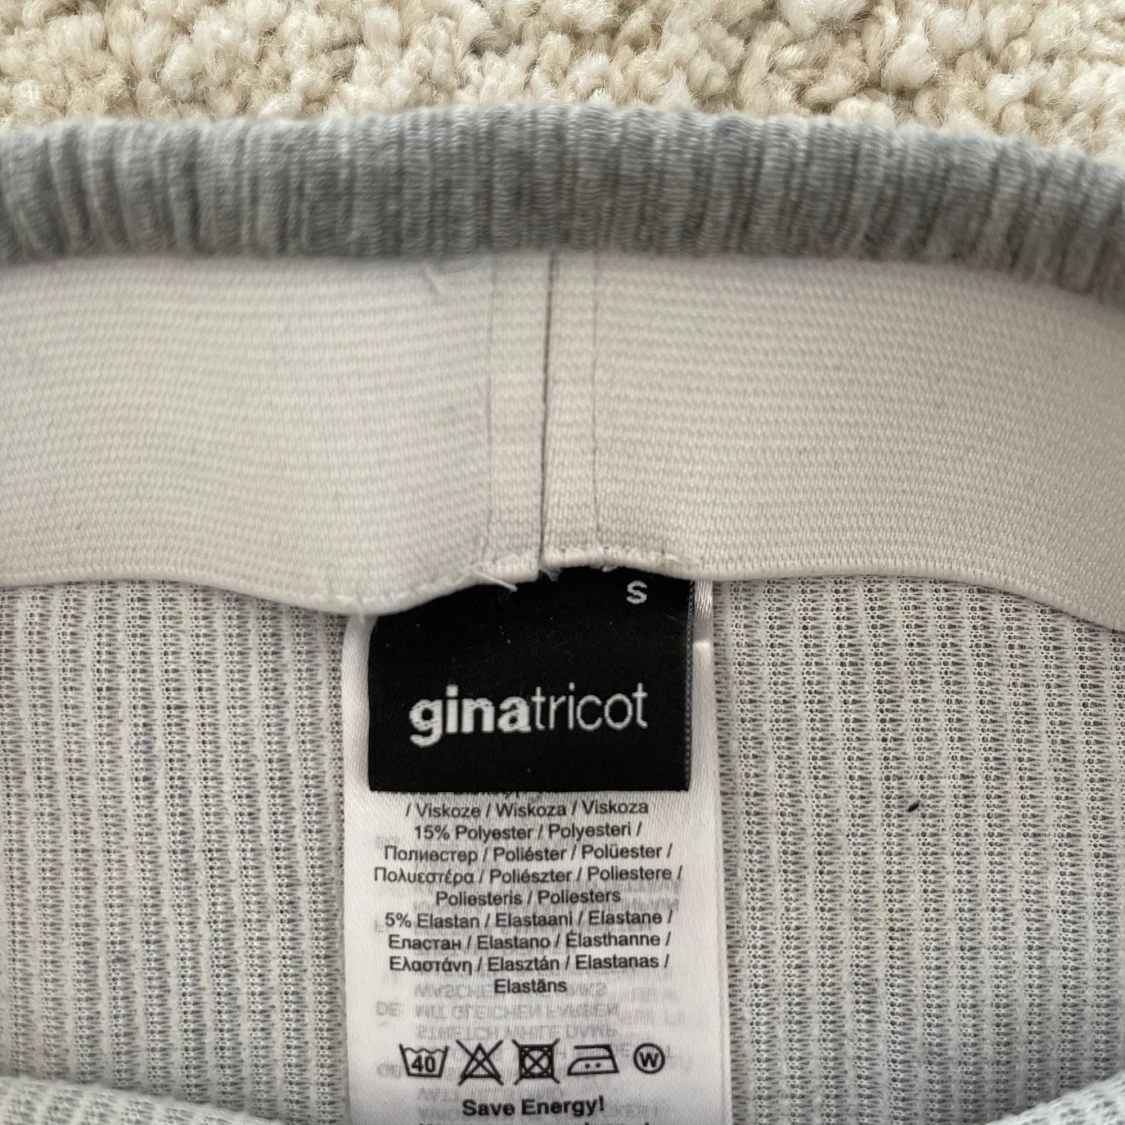 S
ginatricot
/ Viskoze / Wiskoza / Viskoza
15% Polyester / Polyesteri /
Полиестер / Poliéster / Polüester /
Πολυεστέρα / Poliészter / Poliestere /
Poliesteris / Poliesters
5% Elastan / Elastaani / Elastane /
Еластан / Elastano / Élasthanne /
Ελαστάνη / Elasztán / Elastanas /
Elastāns
40
W
Save Energy!